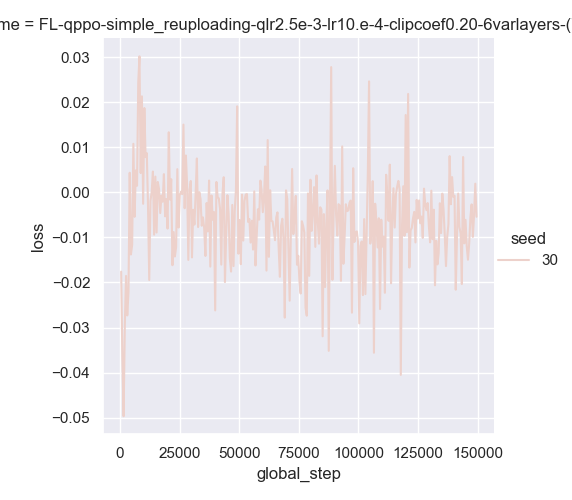 me = FL-qppo-simple_reuploading-qlr2.5e-3-lr10.e-4-clipcoef0.20-6varlayers-(
0.03
0.02
0.01
0.00
−0.01
−0.02
−0.03
−0.04
−0.05
loss
0 25000 50000 75000 100000 125000 150000
global_step
seed
30